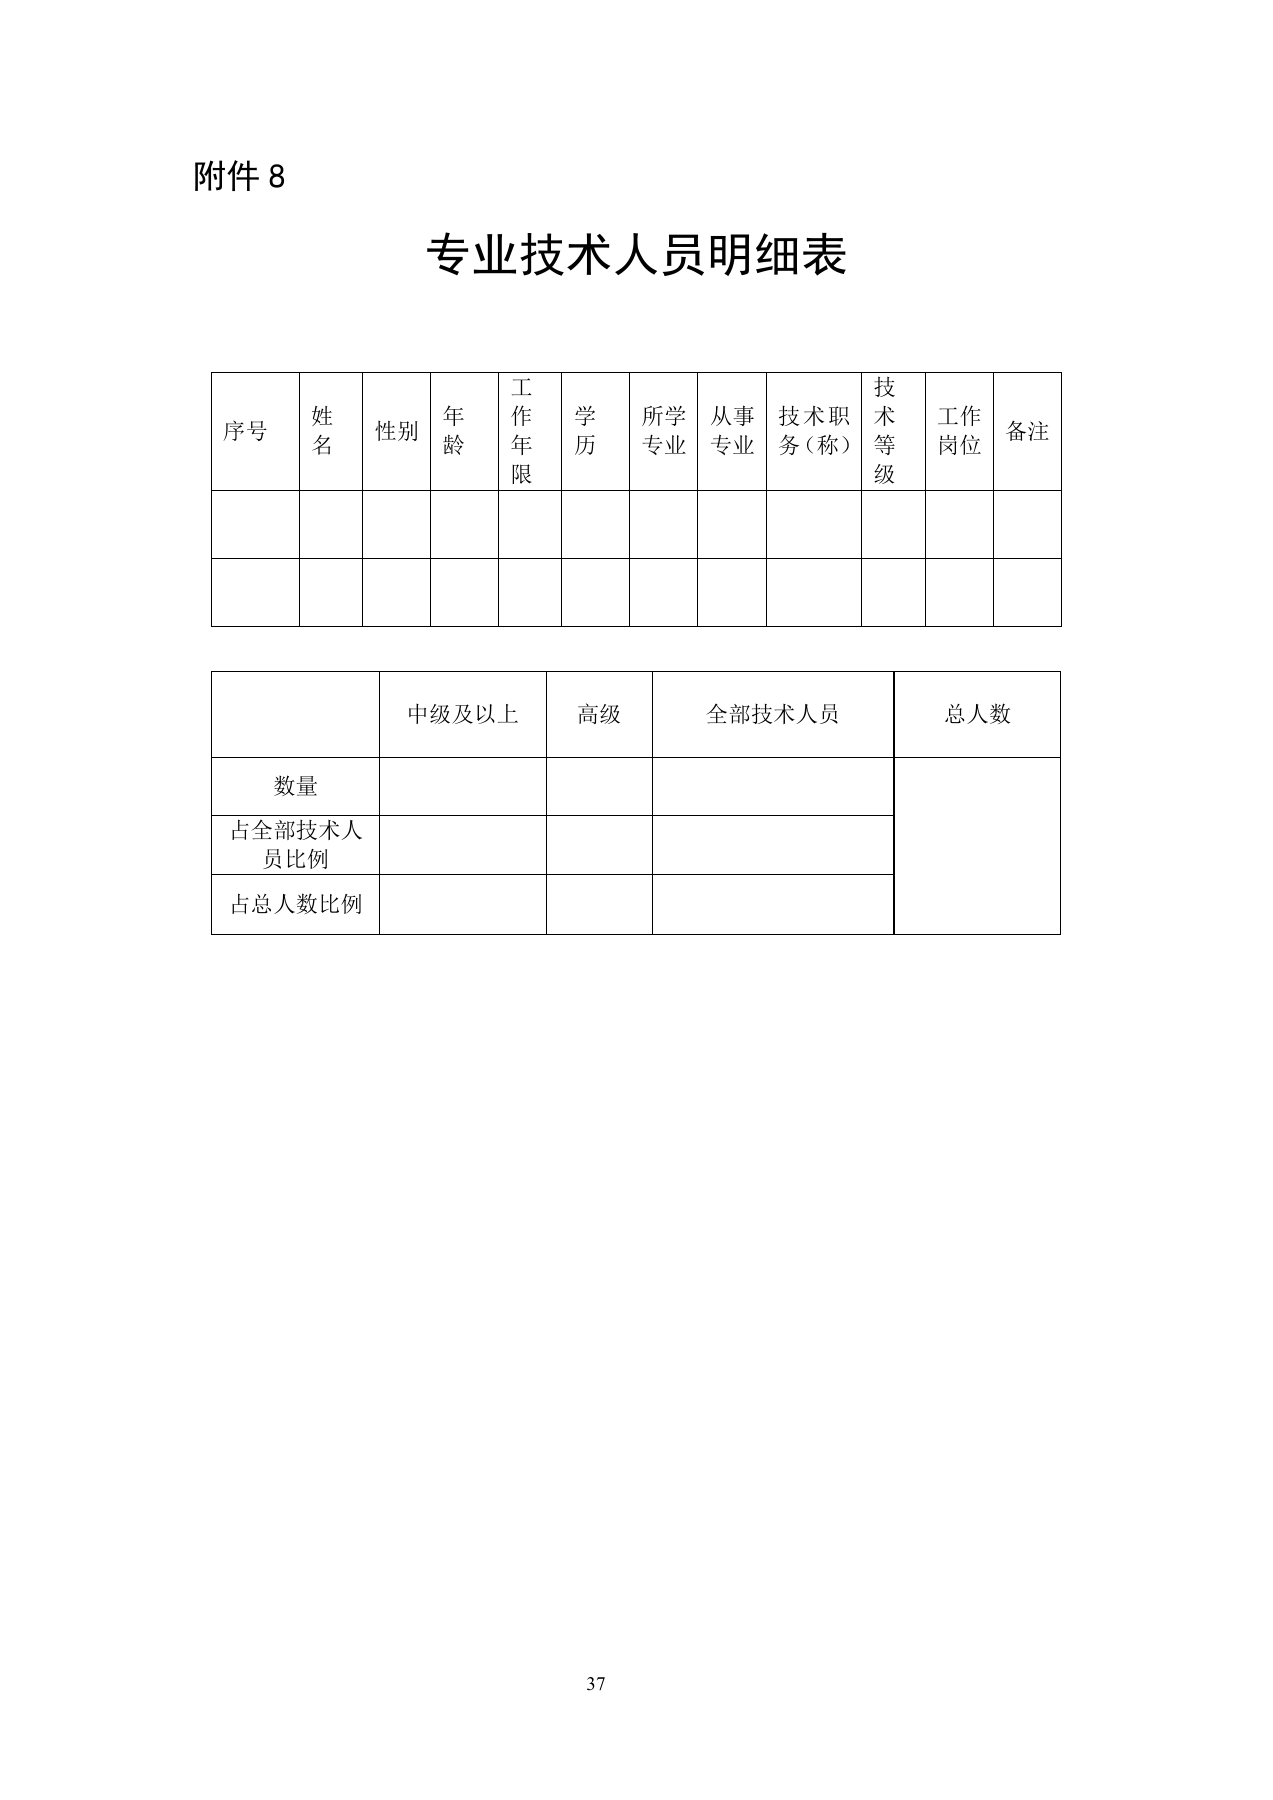 附件 8
专业技术人员明细表
序号 姓名 性别 年龄 工作年限 学历 所学专业 从事专业 技术职务（称） 技术等级 工作岗位 备注
中级及以上 高级 全部技术人员 总人数
数量
占全部技术人
员比例
占总人数比例
37